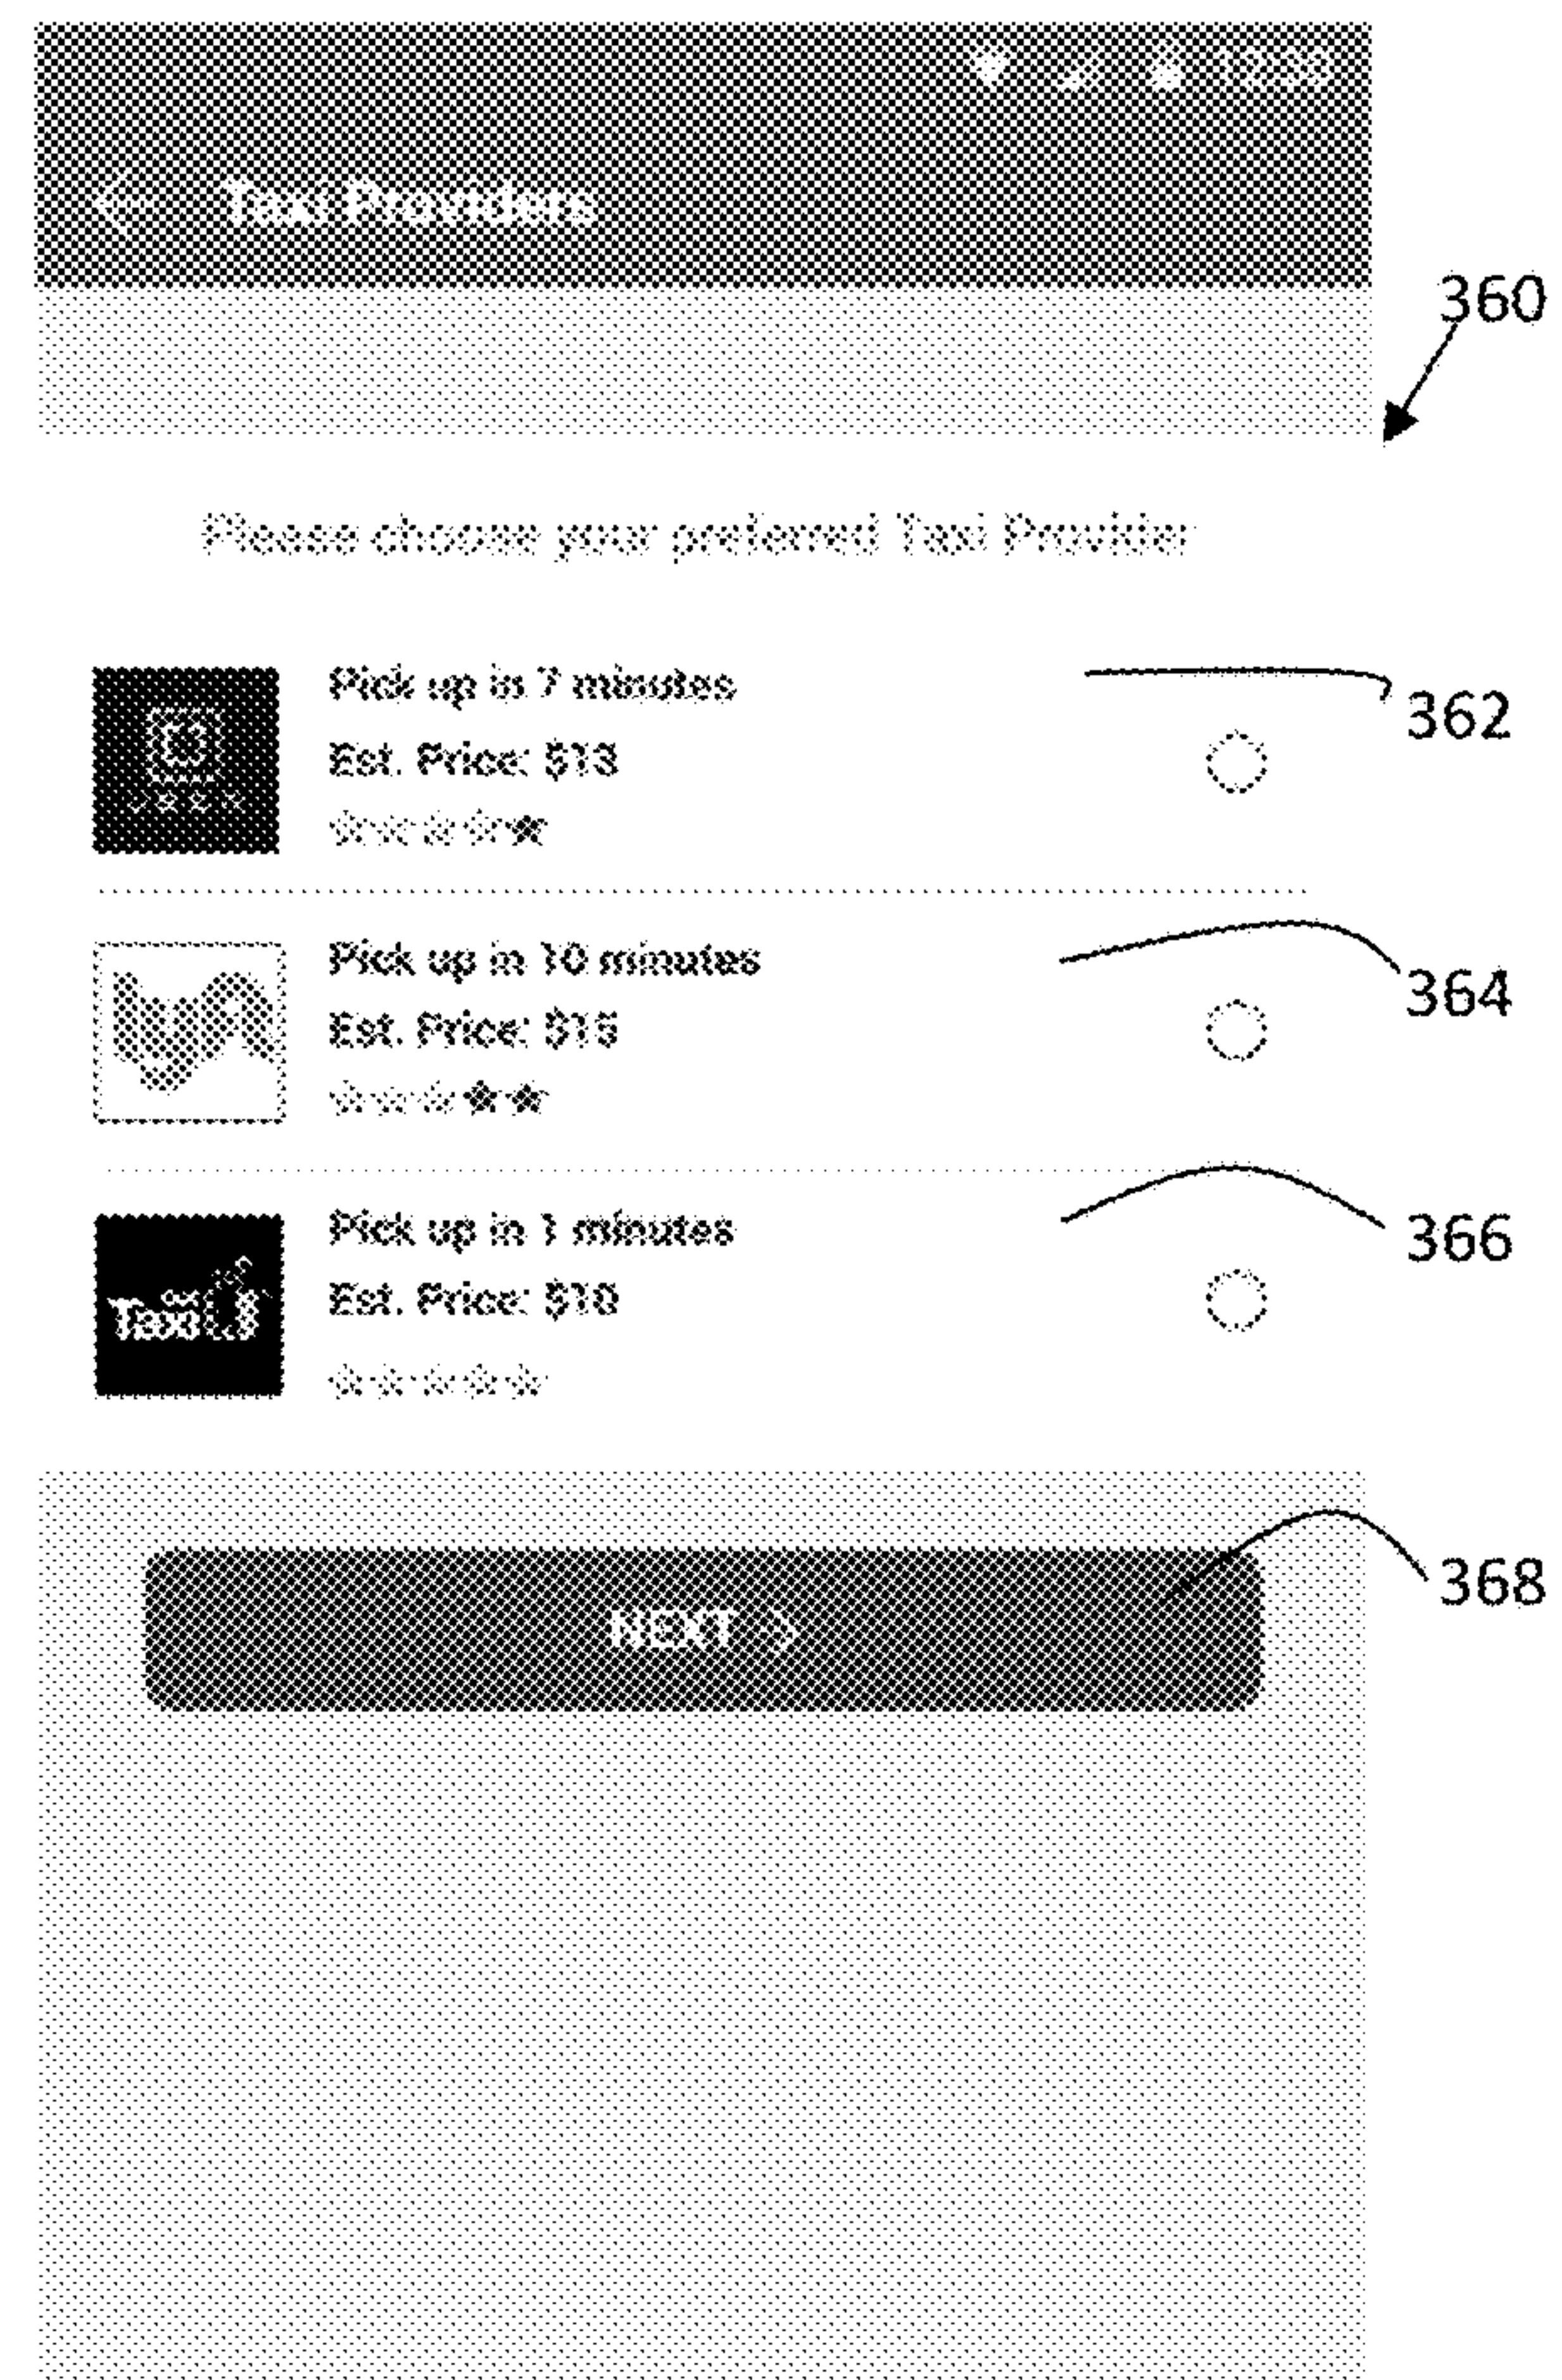 12:30
Taxi Providers
360
Please choose your preferred Taxi Provider
Pick up in 7 minutes
362
Est. Price: $13
Pick up in 10 minutes
364
Est. Price: $15
Pick up in 1 minutes
366
Est. Price: $10
Taxi
368
NEXT →